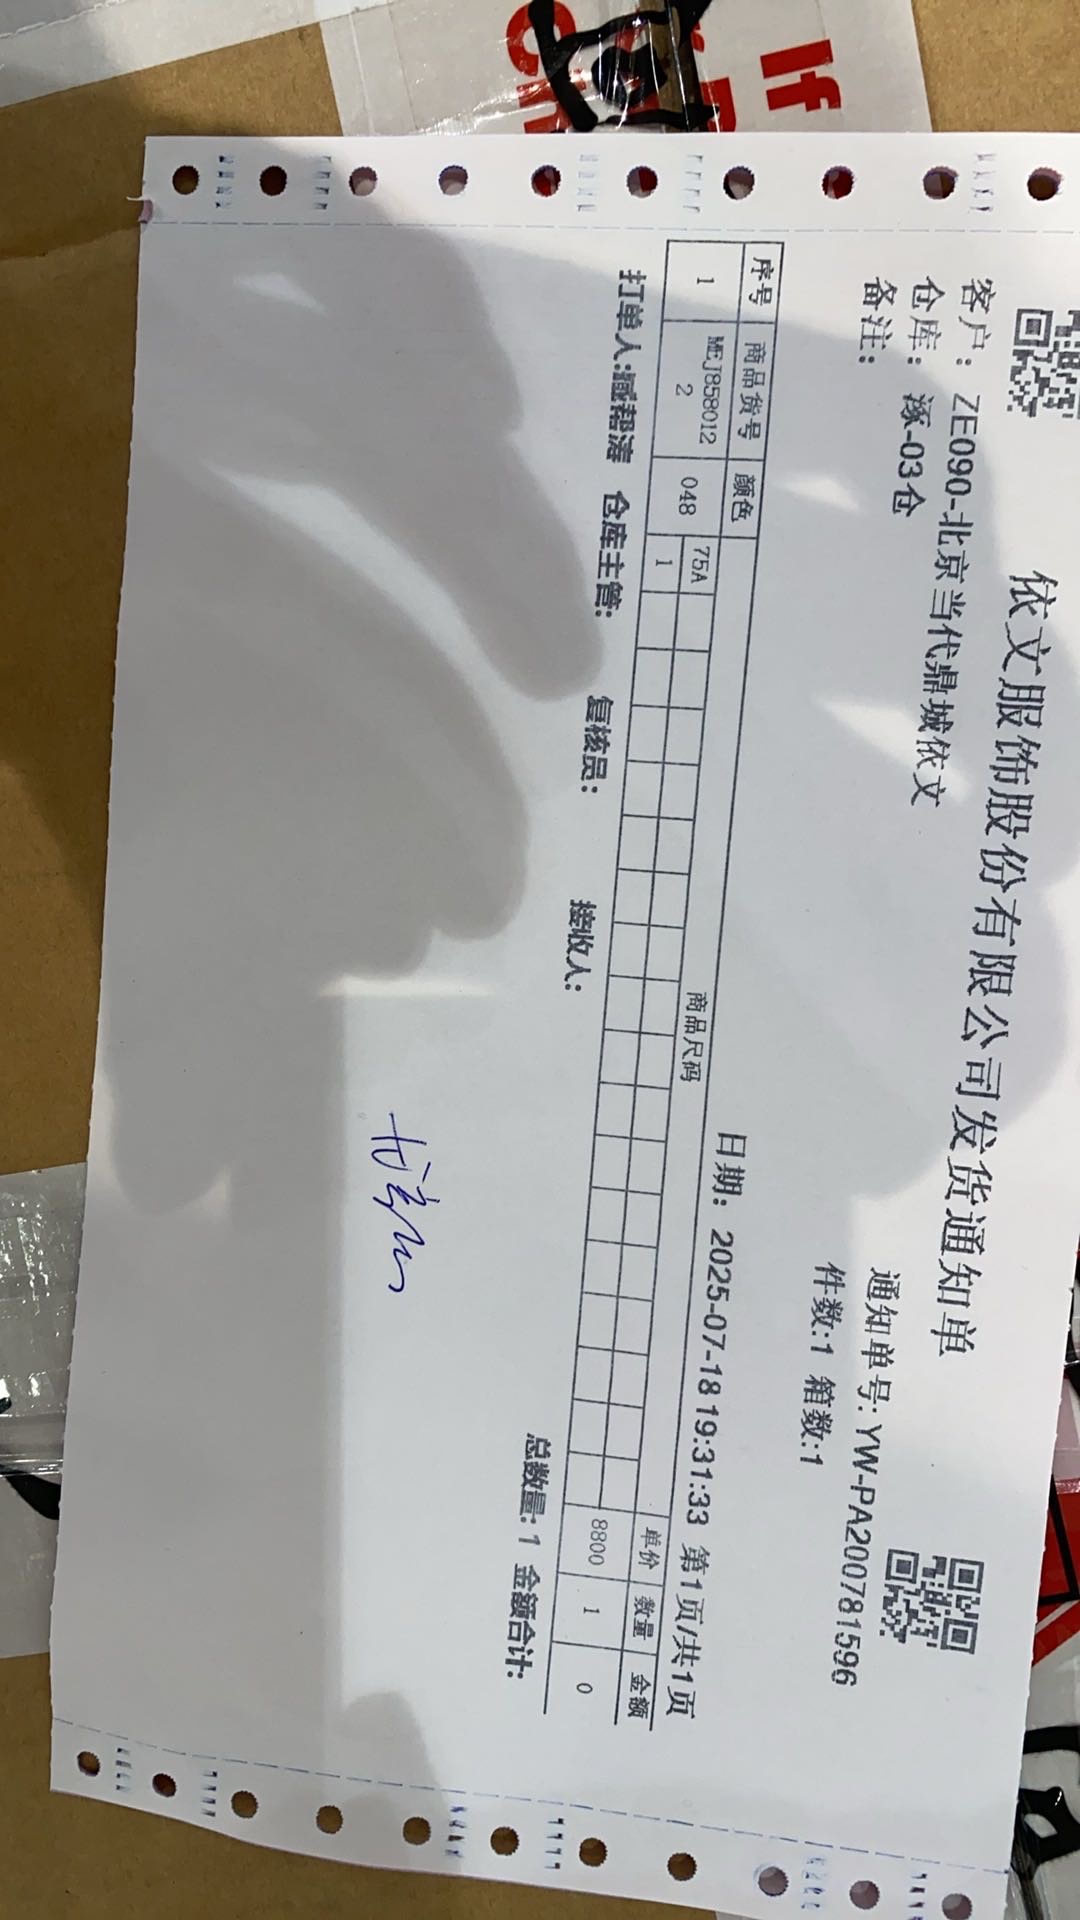 依文服饰股份有限公司发货通知单
客户: ZE090-北京当代鼎城依文
通知单号: YW-PA200781596
仓库: 涿-03仓
件数:1 箱数:1
备注:
日期: 2025-07-18 19:31:33 第1页/共1页
序号 商品货号 颜色 商品尺码 单价 数量 金额
1 MEJ8580122 048 75A 8800 1 0
1
打单人:臧帮海 仓库主管: 复核员: 接收人: 总数量: 1 金额合计:
If